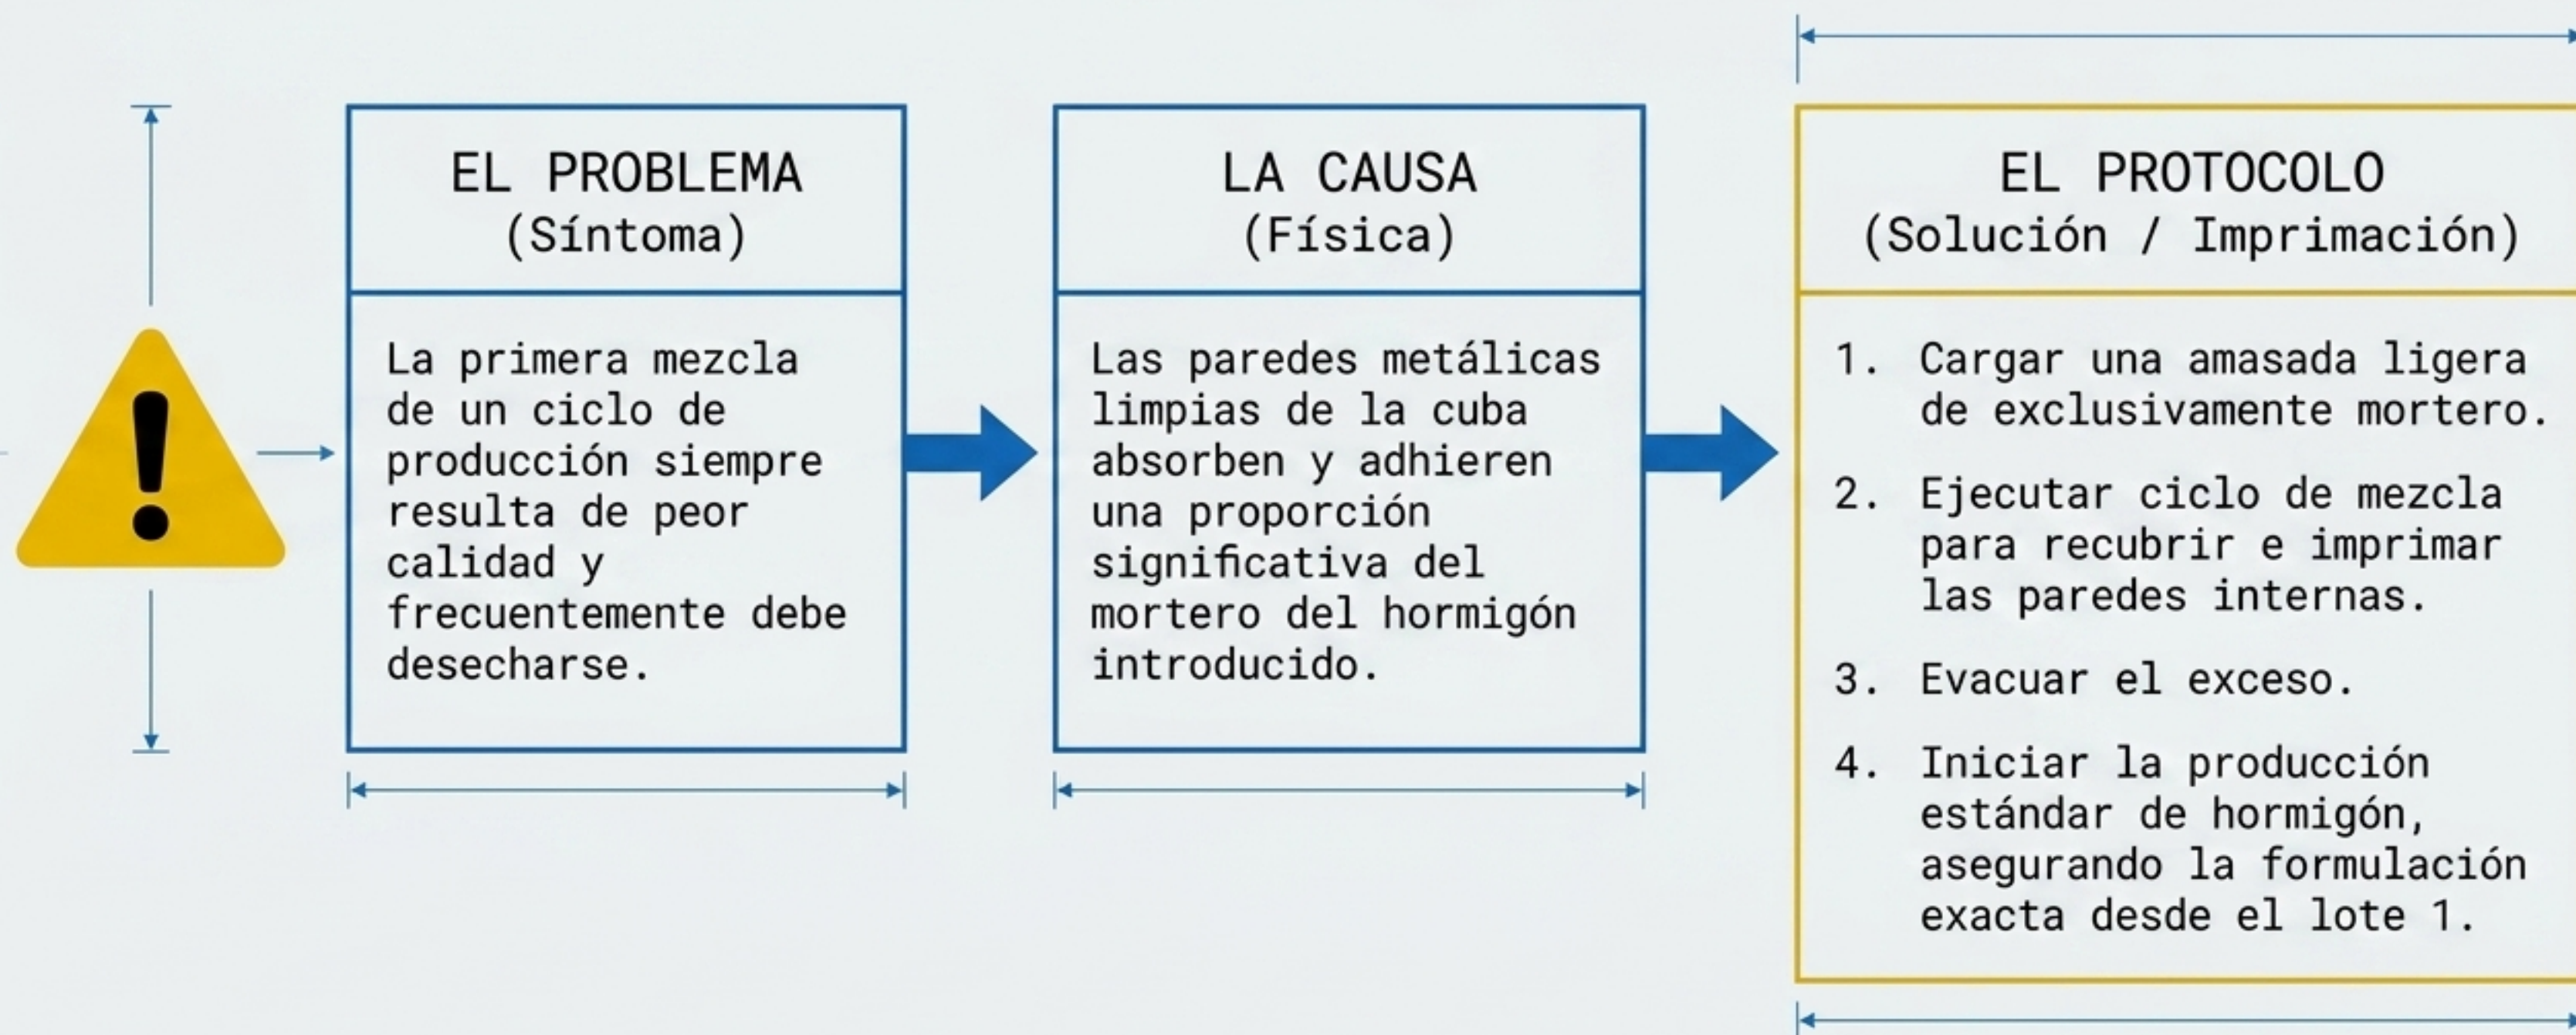 EL PROBLEMA
(Síntoma)
La primera mezcla
de un ciclo de
producción siempre
resulta de peor
calidad y
frecuentemente debe
desecharse.
LA CAUSA
(Física)
Las paredes metálicas
limpias de la cuba
absorben y adhieren
una proporción
significativa del
mortero del hormigón
introducido.
EL PROTOCOLO
(Solución / Imprimación)
1. Cargar una amasada ligera
de exclusivamente mortero.
2. Ejecutar ciclo de mezcla
para recubrir e imprimar
las paredes internas.
3. Evacuar el exceso.
4. Iniciar la producción
estándar de hormigón,
asegurando la formulación
exacta desde el lote 1.